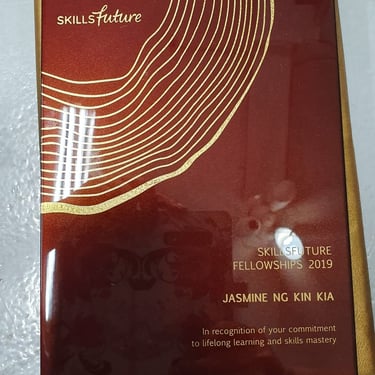 SKILLSfuture
SKILLSFUTURE
FELLOWSHIPS 2019
JASMINE NG KIN KIA
In recognition of your commitment
to lifelong learning and skills mastery